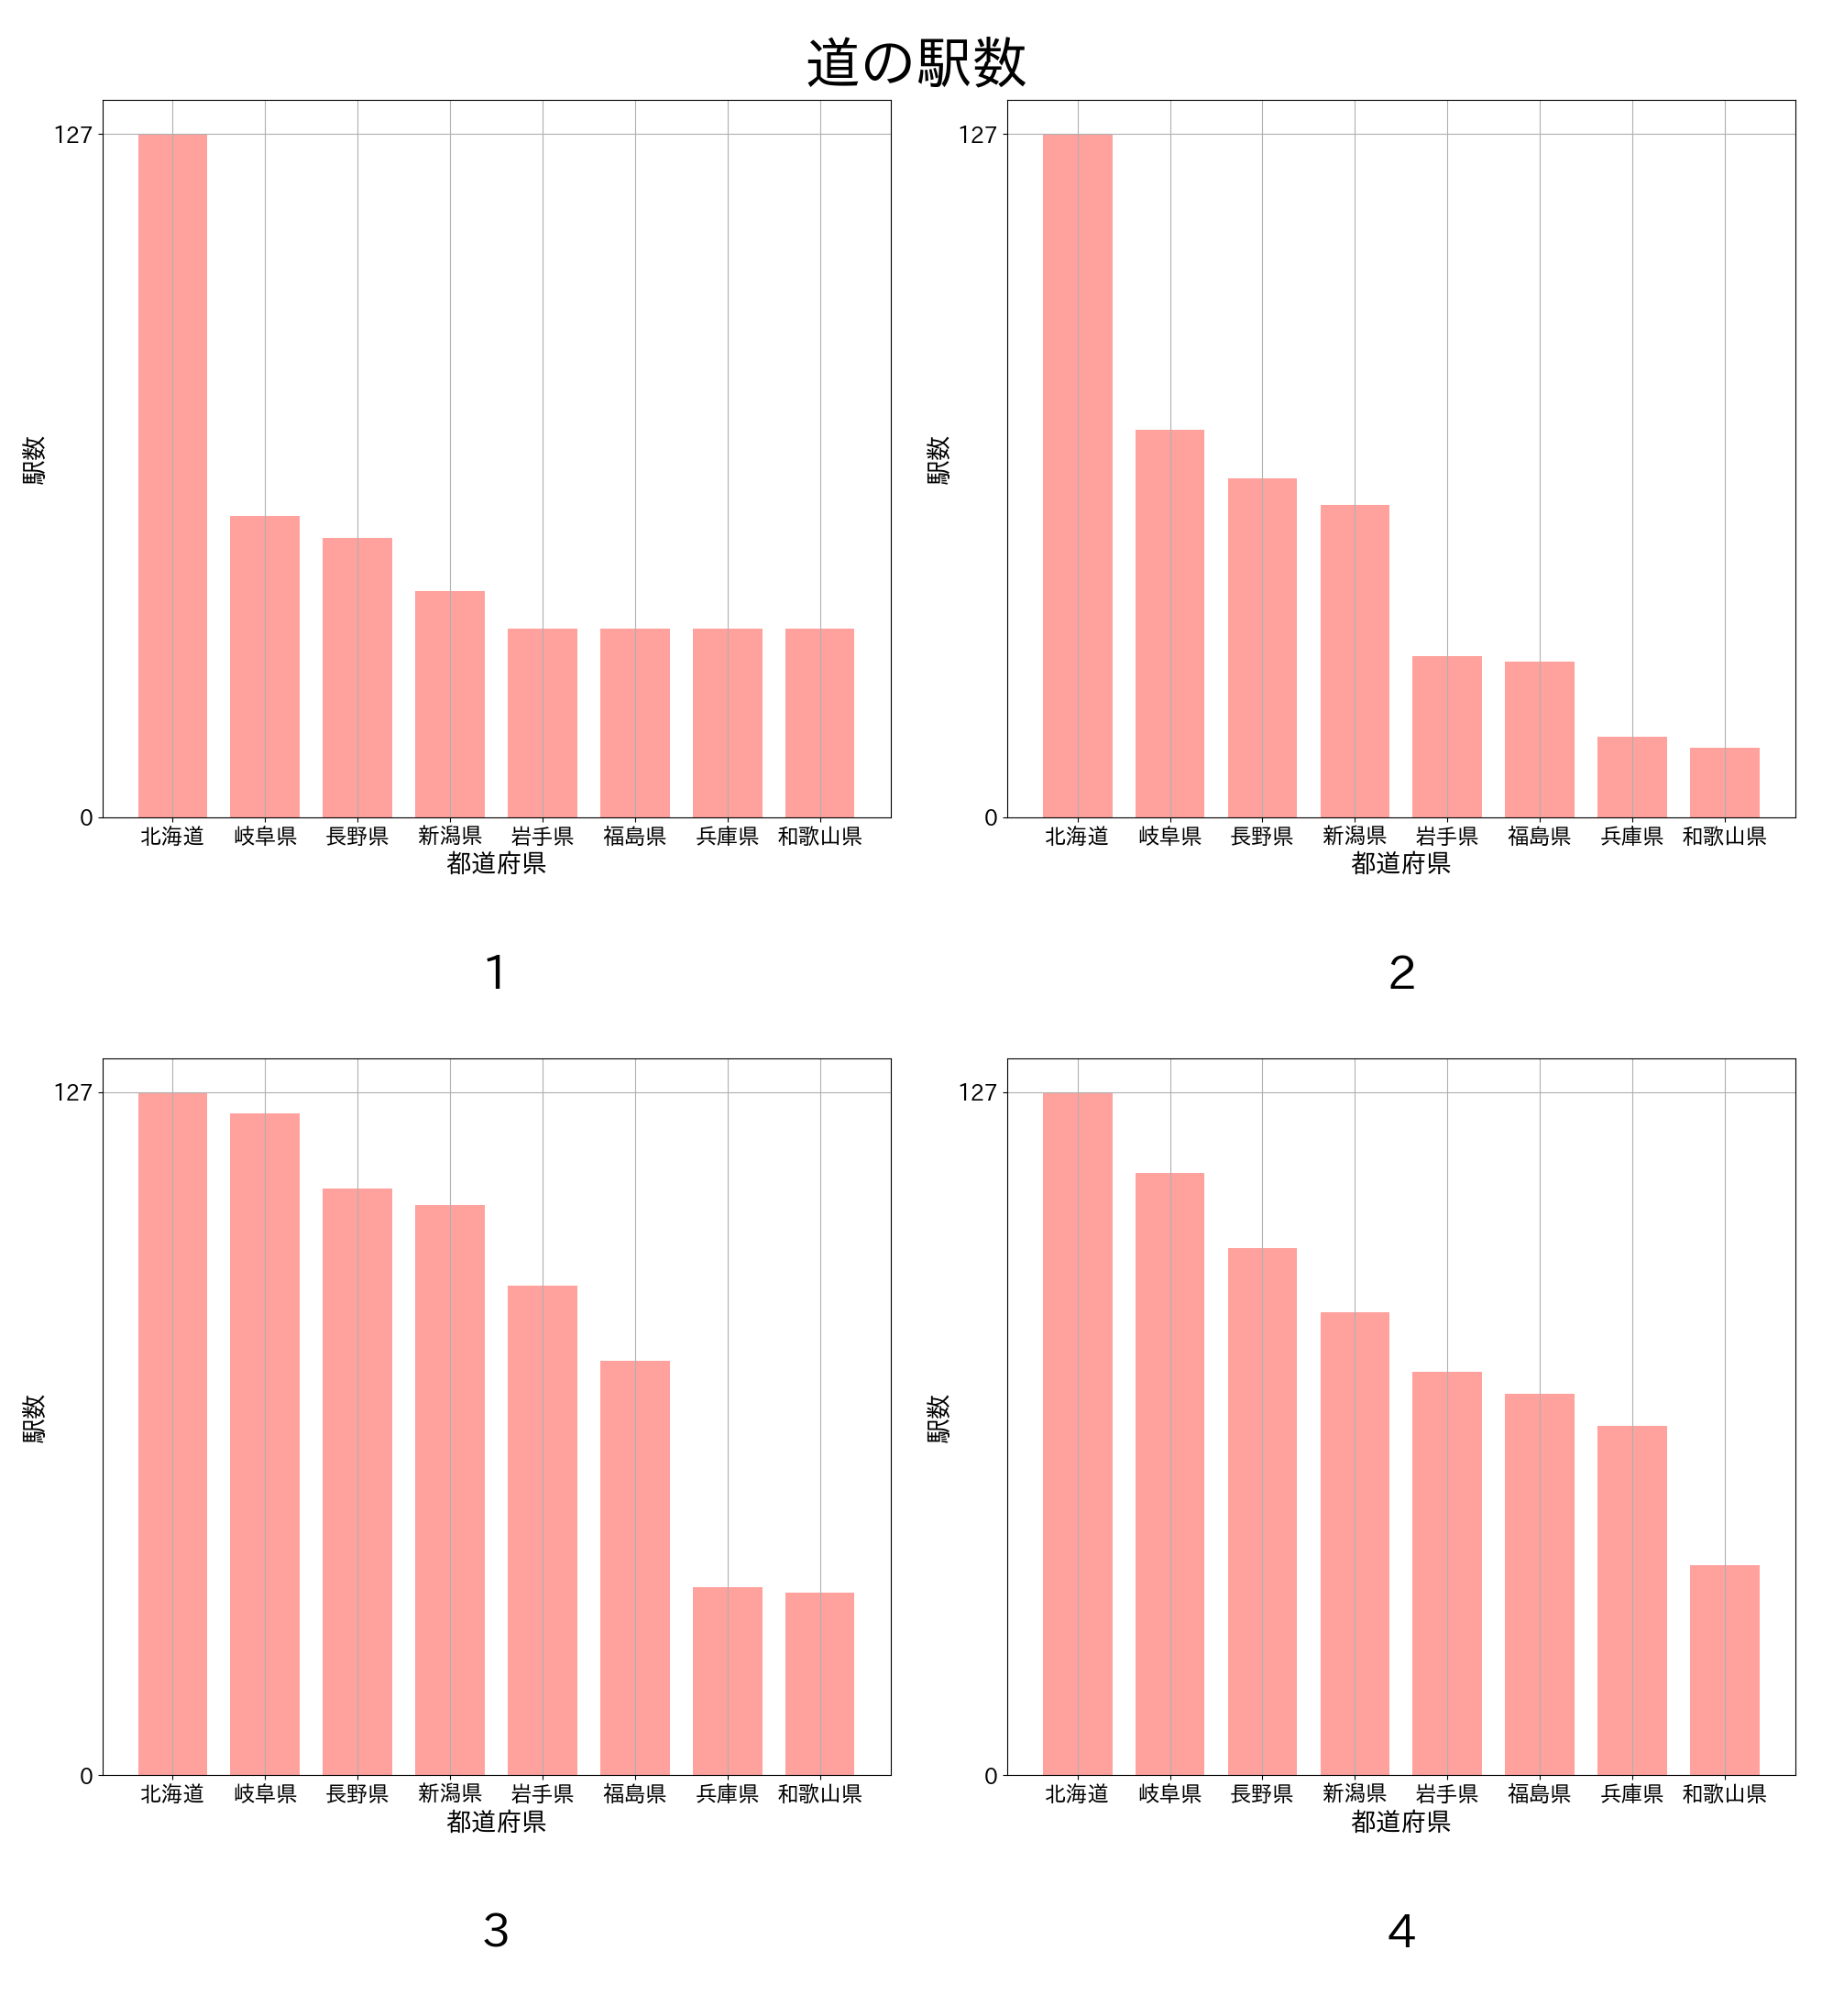 道の駅数
127
駅数
0
北海道 岐阜県 長野県 新潟県 岩手県 福島県 兵庫県 和歌山県
都道府県
1
127
駅数
0
北海道 岐阜県 長野県 新潟県 岩手県 福島県 兵庫県 和歌山県
都道府県
2
127
駅数
0
北海道 岐阜県 長野県 新潟県 岩手県 福島県 兵庫県 和歌山県
都道府県
3
127
駅数
0
北海道 岐阜県 長野県 新潟県 岩手県 福島県 兵庫県 和歌山県
都道府県
4